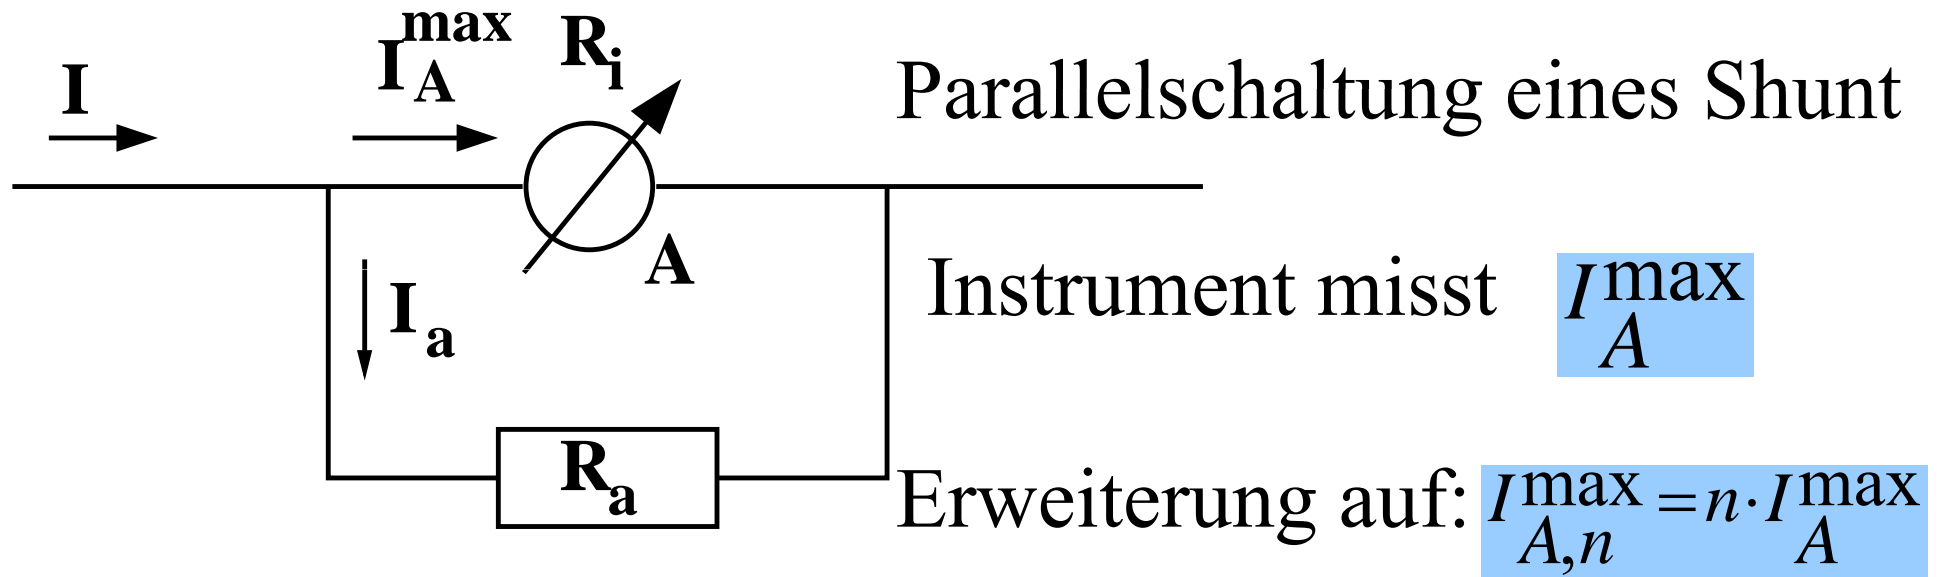 I
I_A^max
R_i
Parallelschaltung eines Shunt
A
I_a
Instrument misst I_A^max
R_a
Erweiterung auf: I_{A,n}^max = n · I_A^max